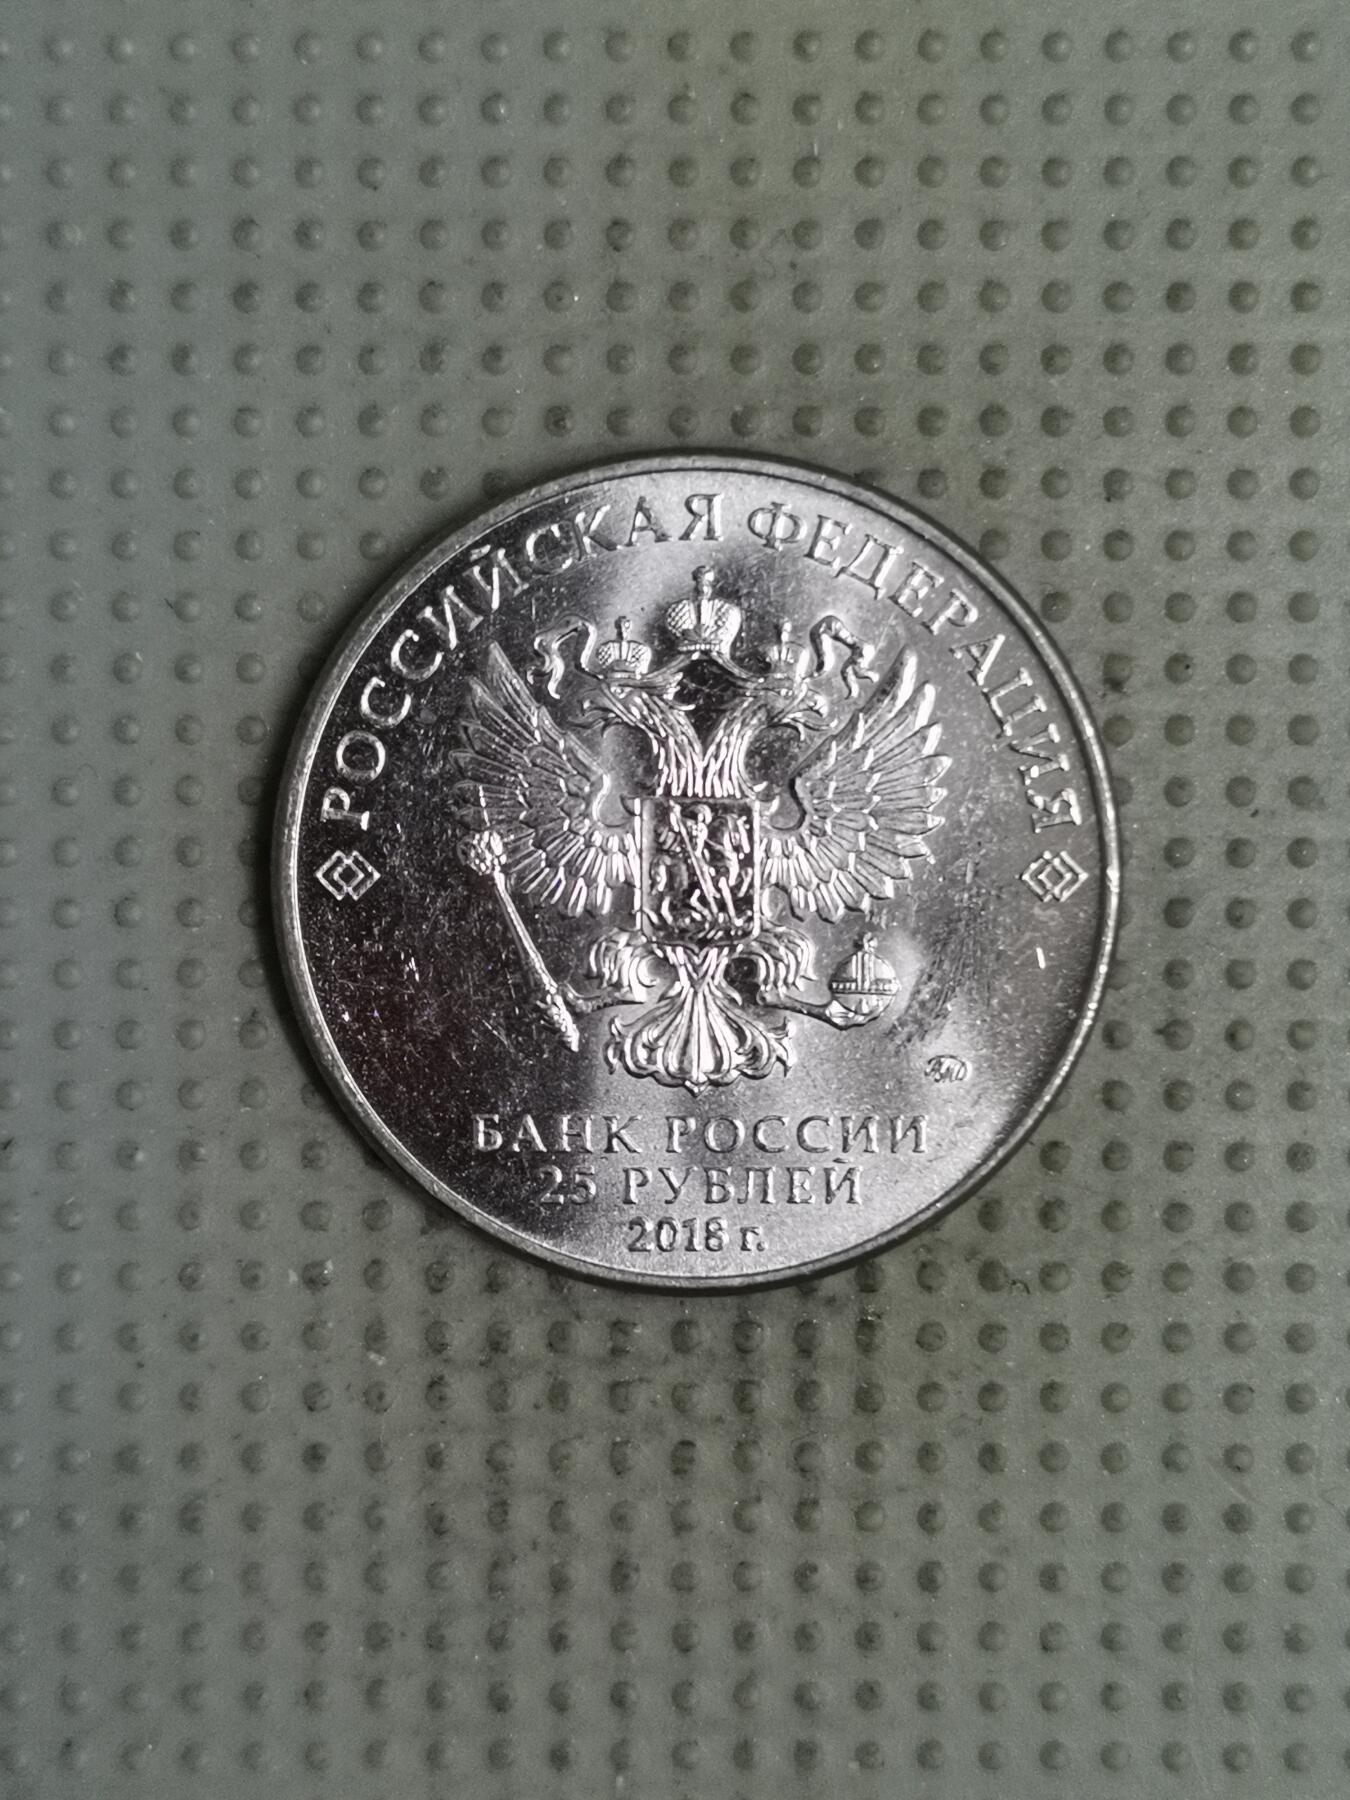 РОССИЙСКАЯ ФЕДЕРАЦИЯ
ММД
БАНК РОССИИ
25 РУБЛЕЙ
2018 г.